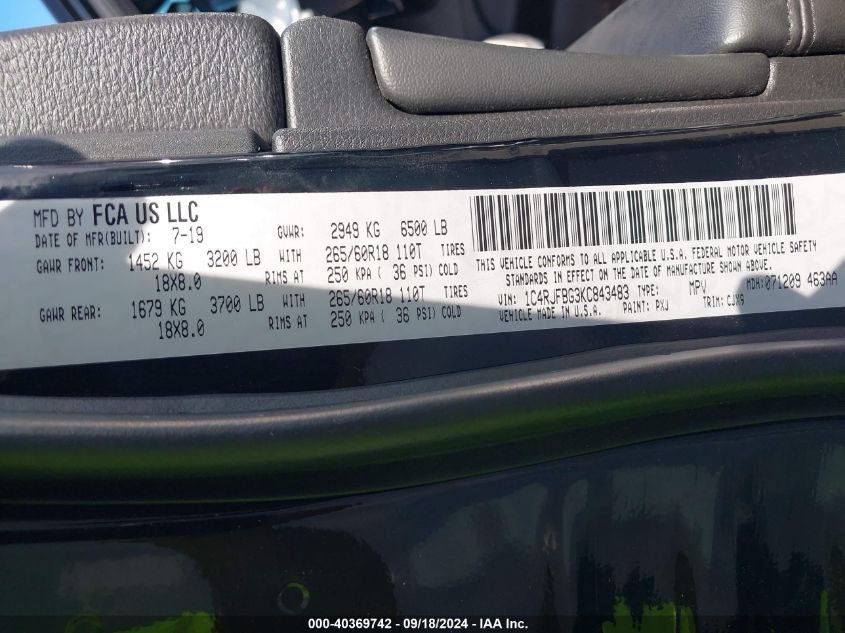 MFD BY FCA US LLC
DATE OF MFR(BUILT): 7-19 GVWR: 2949 KG 6500 LB
GAWR FRONT: 1452 KG 3200 LB WITH 265/60R18 110T TIRES
18X8.0 RIMS AT 250 KPA ( 36 PSI) COLD
GAWR REAR: 1679 KG 3700 LB WITH 265/60R18 110T TIRES
18X8.0 RIMS AT 250 KPA ( 36 PSI) COLD
THIS VEHICLE CONFORMS TO ALL APPLICABLE U.S.A. FEDERAL MOTOR VEHICLE SAFETY
STANDARDS IN EFFECT ON THE DATE OF MANUFACTURE SHOWN ABOVE.
VIN: 1C4RJFBG3KC843483 TYPE: MPV MDH: 071209 463AA
VEHICLE MADE IN U.S.A. PAINT: PXJ TRIM: CJX9
000-40369742 - 09/18/2024 - IAA Inc.